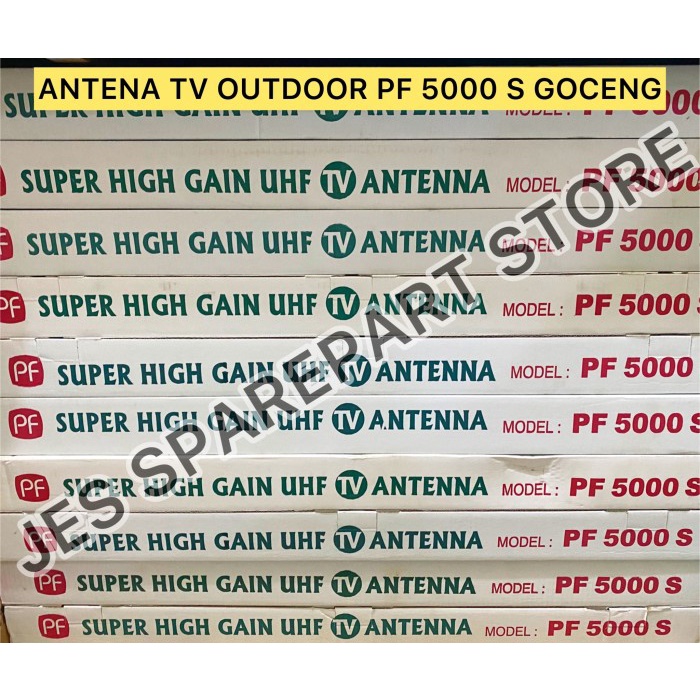 ANTENA TV OUTDOOR PF 5000 S GOCENG
SUPER HIGH GAIN UHF TV ANTENNA MODEL: PF 5000
SUPER HIGH GAIN UHF TV ANTENNA MODEL: PF 5000
PF SUPER HIGH GAIN UHF TV ANTENNA MODEL: PF 5000
PF SUPER HIGH GAIN UHF TV ANTENNA MODEL: PF 5000 S
PF SUPER HIGH GAIN UHF TV ANTENNA MODEL: PF 5000
PF SUPER HIGH GAIN UHF TV ANTENNA MODEL: PF 5000 S
PF SUPER HIGH GAIN UHF TV ANTENNA MODEL: PF 5000 S
PF SUPER HIGH GAIN UHF TV ANTENNA MODEL: PF 5000 S
PF SUPER HIGH GAIN UHF TV ANTENNA MODEL: PF 5000 S
PF SUPER HIGH GAIN UHF TV ANTENNA MODEL: PF 5000 S
JES SPAREPART STORE